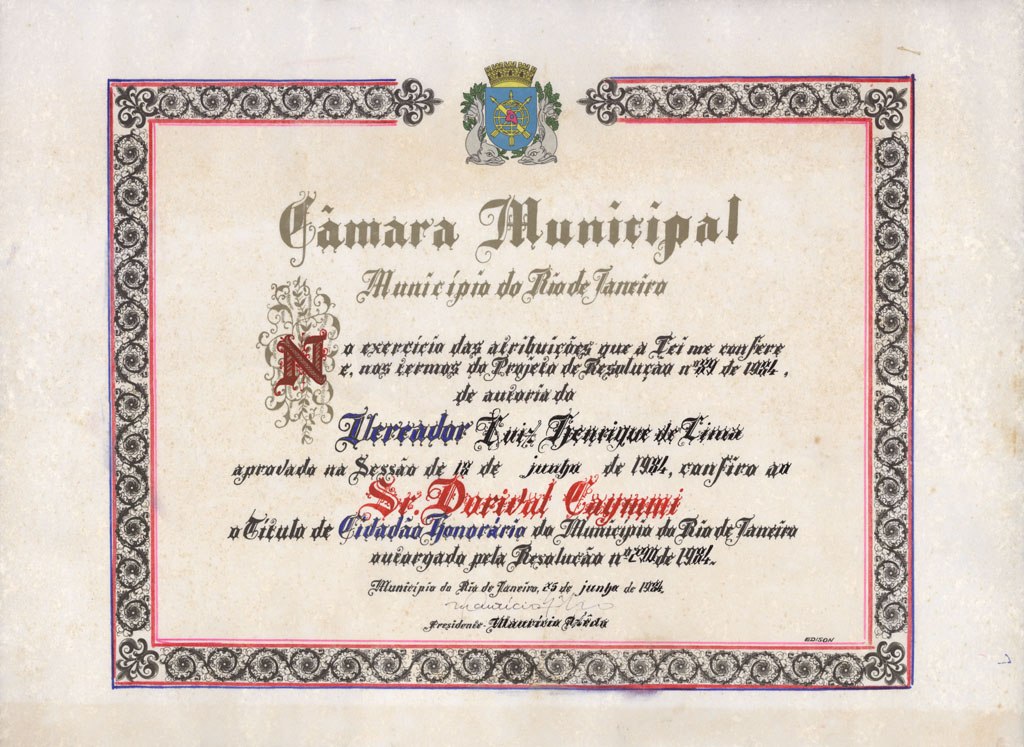 Câmara Municipal
Município do Rio de Janeiro
No exercício das atribuições que a Lei me confere
e, nos termos do Projeto de Resolução nº 89 de 1984,
de autoria do
Vereador Luiz Henrique de Lima
aprovado na Sessão de 13 de junho de 1984, confiro ao
Sr. Dorival Caymmi
o Título de Cidadão Honorário do Município do Rio de Janeiro
outorgado pela Resolução nº 290 de 1984.
Município do Rio de Janeiro, 25 de junho de 1984
Presidente - Mauricio Azêdo
EDISON